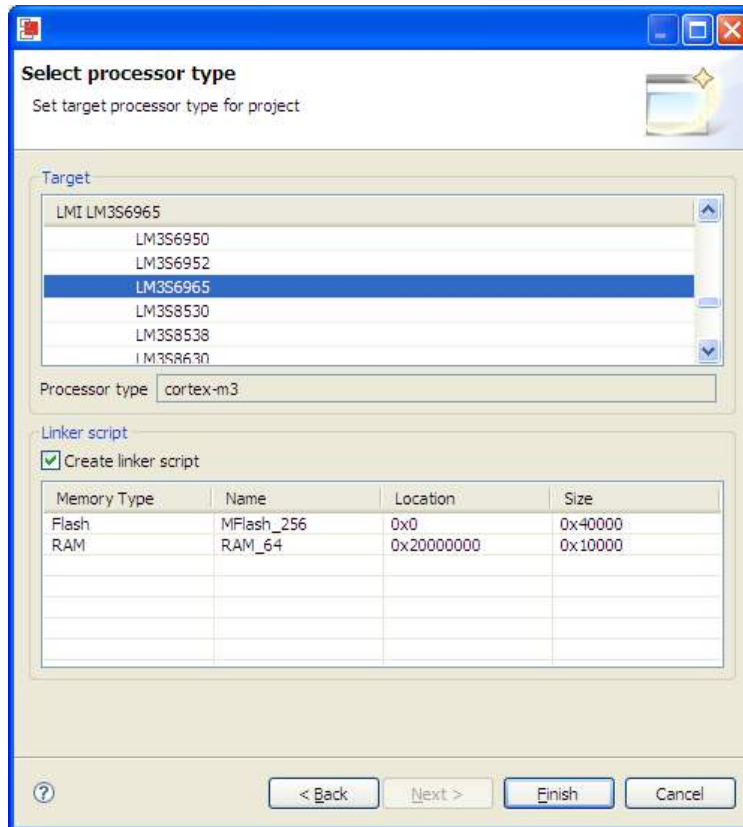 Select processor type
Set target processor type for project
Target
LMI LM3S6965
LM3S6950
LM3S6952
LM3S6965
LM3S8530
LM3S8538
LM3S8630
Processor type cortex-m3
Linker script
Create linker script
Memory Type Name Location Size
Flash MFlash_256 0x0 0x40000
RAM RAM_64 0x20000000 0x10000
? < Back Next > Finish Cancel